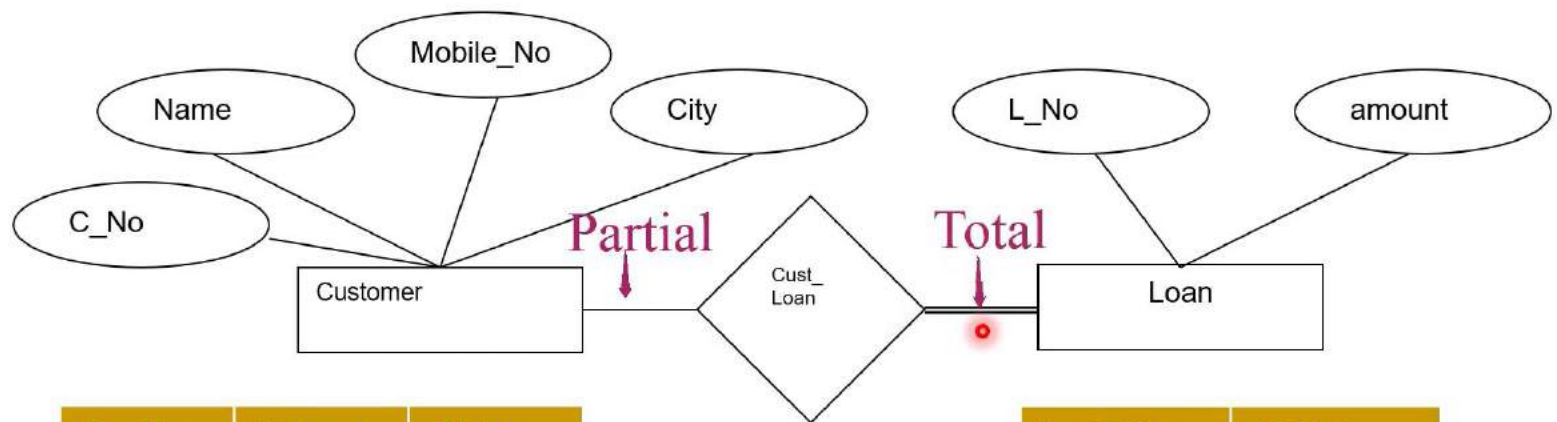 Mobile_No
Name
City
L_No
amount
C_No
Partial
Total
Customer
Cust_
Loan
Loan